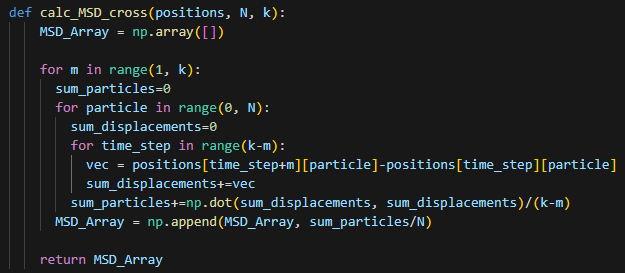 def calc_MSD_cross(positions, N, k):
    MSD_Array = np.array([])

    for m in range(1, k):
      sum_particles=0
      for particle in range(0, N):
        sum_displacements=0
        for time_step in range(k-m):
          vec = positions[time_step+m][particle]-positions[time_step][particle]
          sum_displacements+=vec
        sum_particles+=np.dot(sum_displacements, sum_displacements)/(k-m)
      MSD_Array = np.append(MSD_Array, sum_particles/N)

    return MSD_Array